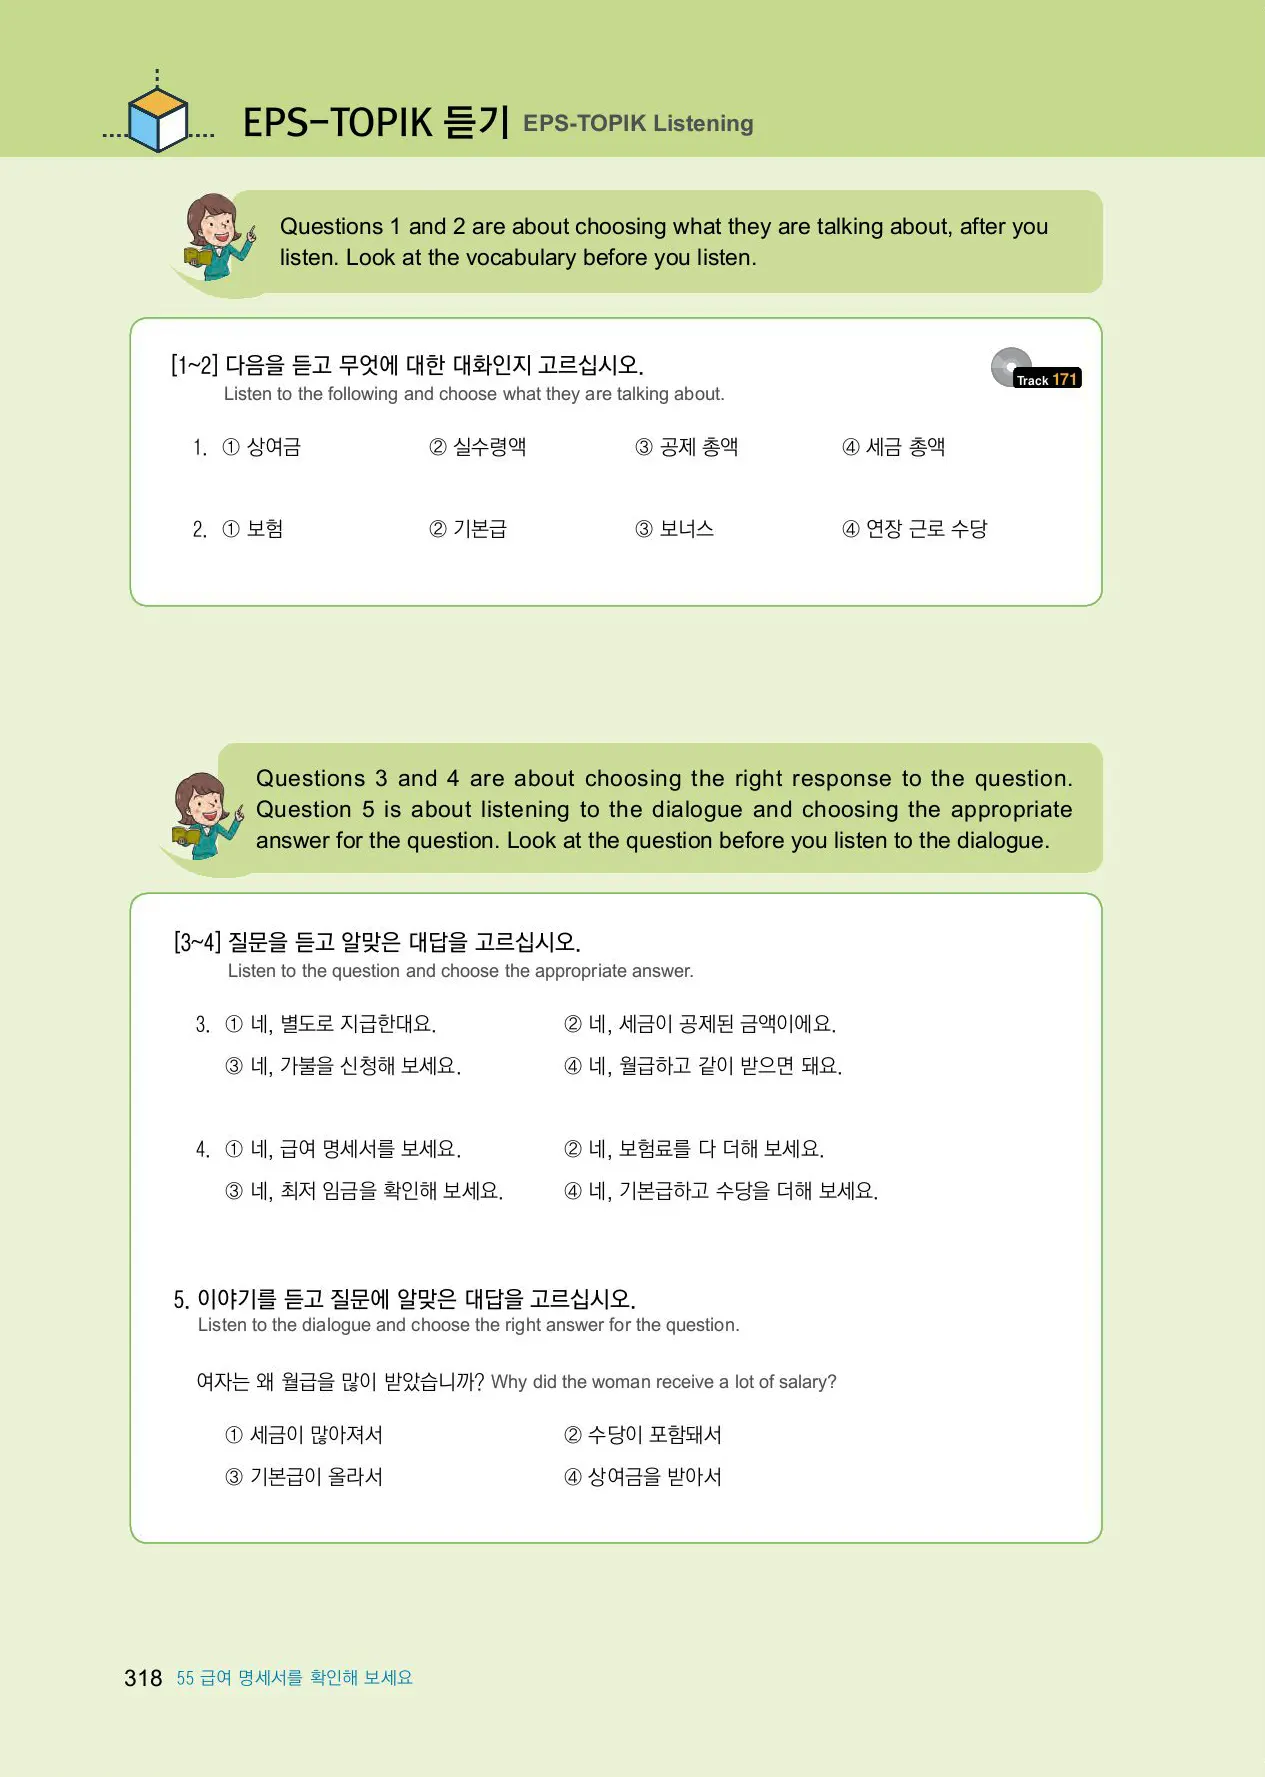 EPS-TOPIK 듣기 EPS-TOPIK Listening
Questions 1 and 2 are about choosing what they are talking about, after you
listen. Look at the vocabulary before you listen.
[1~2] 다음을 듣고 무엇에 대한 대화인지 고르십시오.
Listen to the following and choose what they are talking about.
Track 171
1. ① 상여금 ② 실수령액 ③ 공제 총액 ④ 세금 총액
2. ① 보험 ② 기본급 ③ 보너스 ④ 연장 근로 수당
Questions 3 and 4 are about choosing the right response to the question.
Question 5 is about listening to the dialogue and choosing the appropriate
answer for the question. Look at the question before you listen to the dialogue.
[3~4] 질문을 듣고 알맞은 대답을 고르십시오.
Listen to the question and choose the appropriate answer.
3. ① 네, 별도로 지급한대요. ② 네, 세금이 공제된 금액이에요.
③ 네, 가불을 신청해 보세요. ④ 네, 월급하고 같이 받으면 돼요.
4. ① 네, 급여 명세서를 보세요. ② 네, 보험료를 다 더해 보세요.
③ 네, 최저 임금을 확인해 보세요. ④ 네, 기본급하고 수당을 더해 보세요.
5. 이야기를 듣고 질문에 알맞은 대답을 고르십시오.
Listen to the dialogue and choose the right answer for the question.
여자는 왜 월급을 많이 받았습니까? Why did the woman receive a lot of salary?
① 세금이 많아져서 ② 수당이 포함돼서
③ 기본급이 올라서 ④ 상여금을 받아서
318 55 급여 명세서를 확인해 보세요